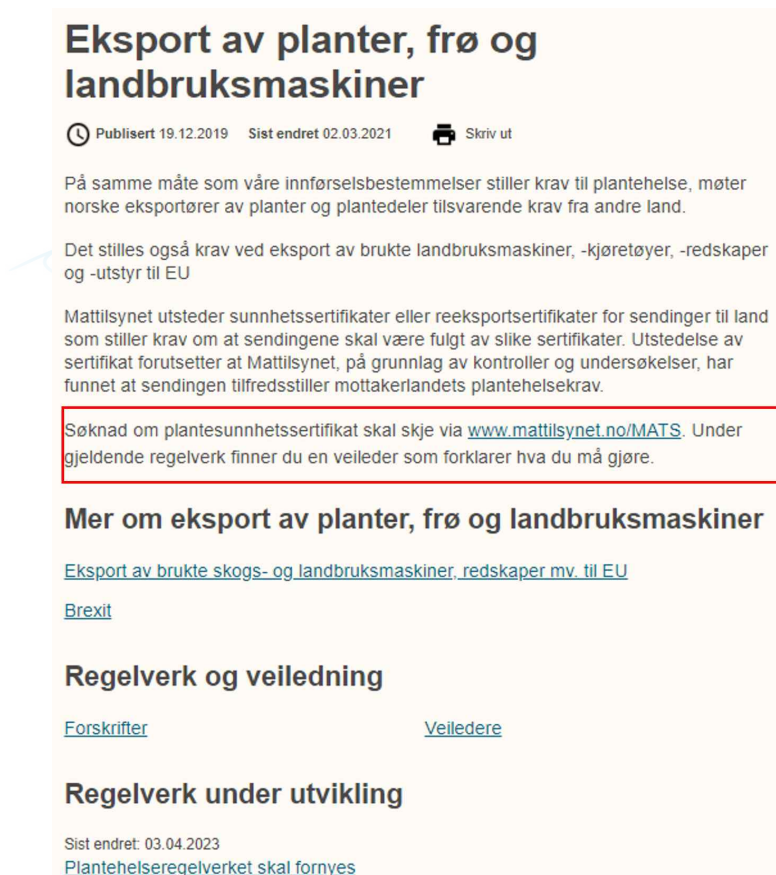 Eksport av planter, frø og
landbruksmaskiner
Publisert 19.12.2019 Sist endret 02.03.2021 Skriv ut
På samme måte som våre innførselsbestemmelser stiller krav til plantehelse, møter
norske eksportører av planter og plantedeler tilsvarende krav fra andre land.
Det stilles også krav ved eksport av brukte landbruksmaskiner, -kjøretøyer, -redskaper
og -utstyr til EU
Mattilsynet utsteder sunnhetssertifikater eller reeksportsertifikater for sendinger til land
som stiller krav om at sendingene skal være fulgt av slike sertifikater. Utstedelse av
sertifikat forutsetter at Mattilsynet, på grunnlag av kontroller og undersøkelser, har
funnet at sendingen tilfredsstiller mottakerlandets plantehelsekrav.
Søknad om plantesunnhetssertifikat skal skje via www.mattilsynet.no/MATS. Under
gjeldende regelverk finner du en veileder som forklarer hva du må gjøre.
Mer om eksport av planter, frø og landbruksmaskiner
Eksport av brukte skogs- og landbruksmaskiner, redskaper mv. til EU
Brexit
Regelverk og veiledning
Forskrifter Veiledere
Regelverk under utvikling
Sist endret: 03.04.2023
Plantehelseregelverket skal fornyes